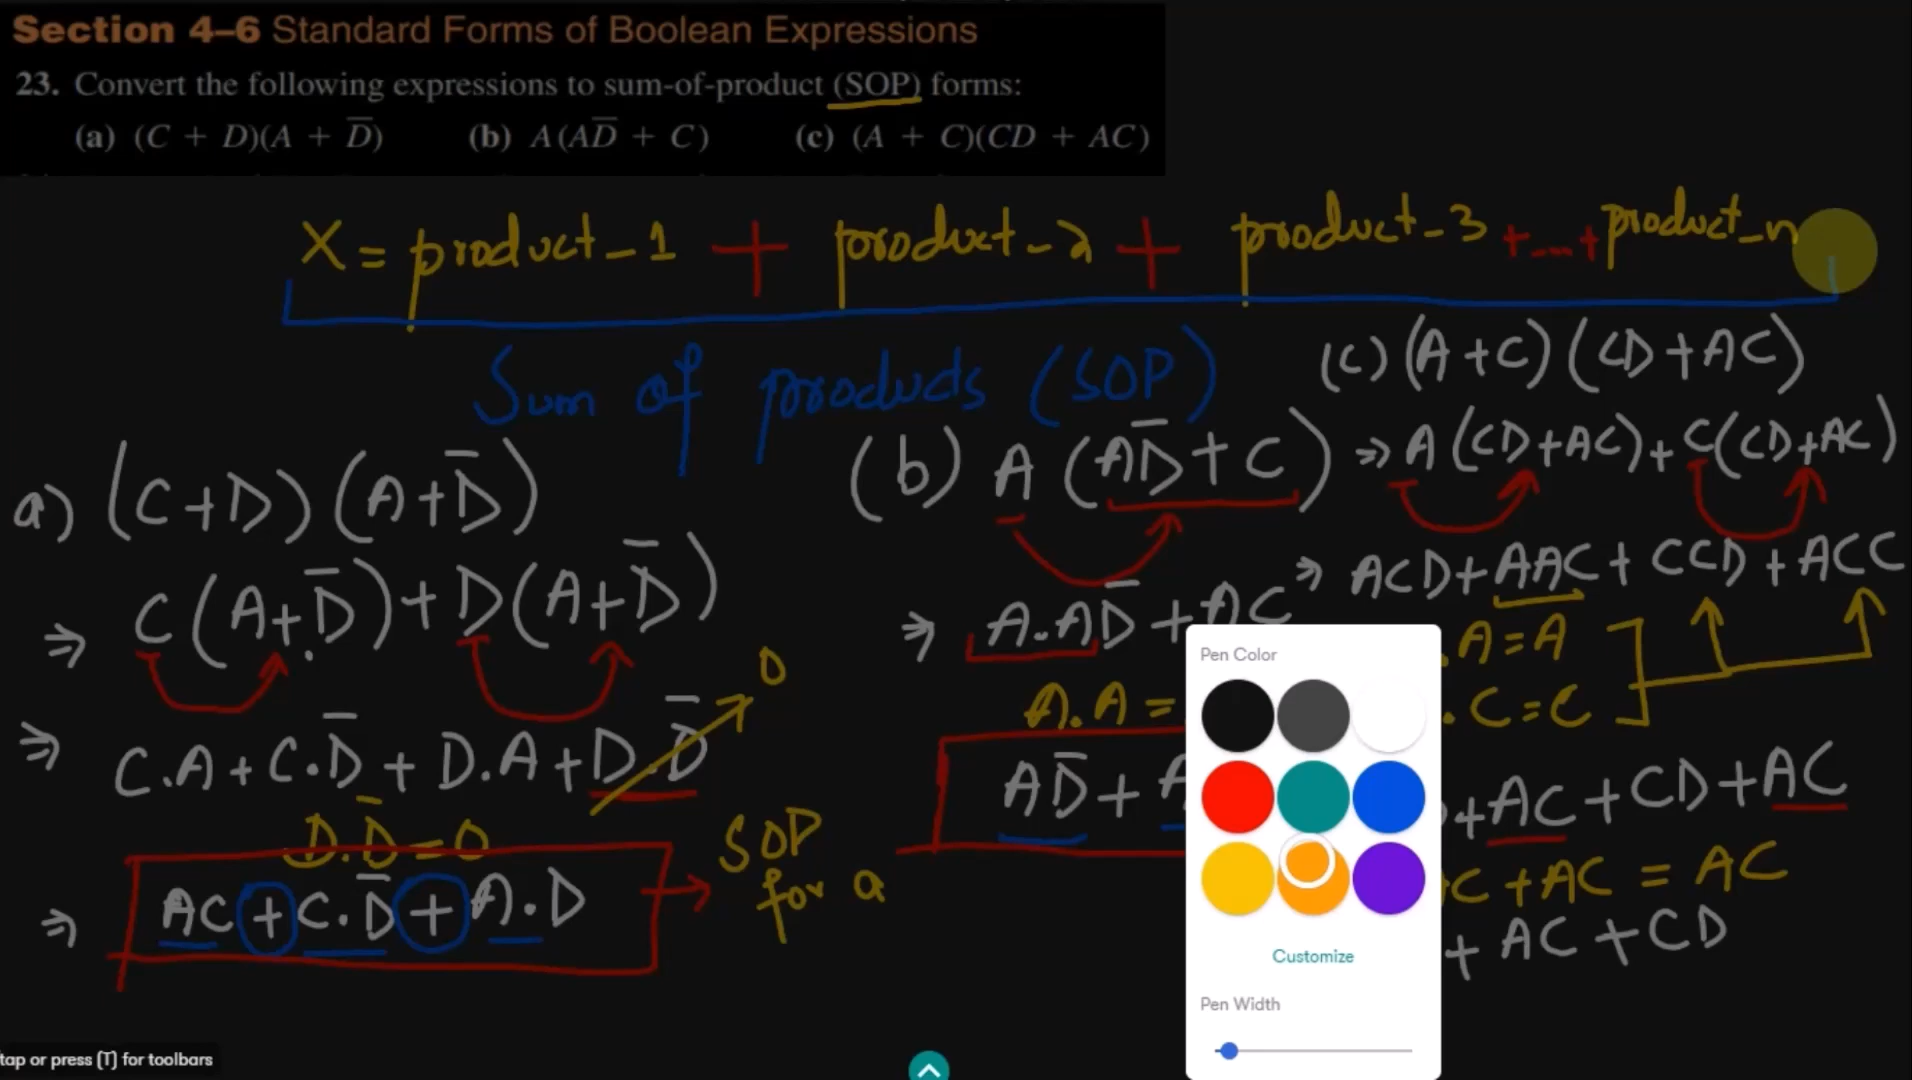 Section 4–6 Standard Forms of Boolean Expressions
23. Convert the following expressions to sum-of-product (SOP) forms:
(a) (C + D)(A + D̅) (b) A(AD̅ + C) (c) (A + C)(CD + AC)
X = product_1 + product_2 + product_3 + ... + product_n
Sum of products (SOP)
a) (C+D)(A+D̅)
⇒ C(A+D̅)+D(A+D̅)
⇒ C.A+C.D̅+D.A+D.D̅ 0
D.D̅=0
⇒ AC+C.D̅+A.D
SOP
for a
(b) A(AD̅+C)
⇒ A.AD̅+AC
A.A=
AD̅+A
(c)(A+C)(CD+AC)
⇒ A(CD+AC)+C(CD+AC)
⇒ ACD+AAC+CCD+ACC
.A=A
.C=C
+AC+CD+AC
C+AC=AC
+AC+CD
Pen Color
Customize
Pen Width
tap or press (T) for toolbars